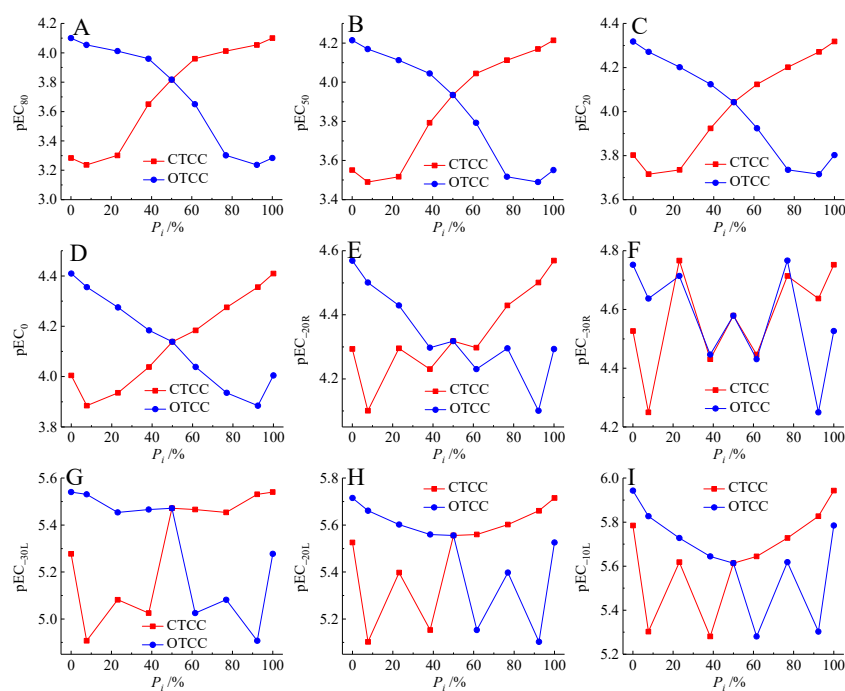 A
B
C
4.2
4.0
3.8
3.6
3.4
3.2
3.0
pEC80
CTCC
OTCC
0 20 40 60 80 100
Pi /%
4.2
4.0
3.8
3.6
3.4
pEC50
CTCC
OTCC
0 20 40 60 80 100
Pi /%
4.4
4.2
4.0
3.8
3.6
pEC20
CTCC
OTCC
0 20 40 60 80 100
Pi /%
D
E
F
4.4
4.2
4.0
3.8
pEC0
CTCC
OTCC
0 20 40 60 80 100
Pi /%
4.6
4.4
4.2
pEC−20R
CTCC
OTCC
0 20 40 60 80 100
Pi /%
4.8
4.6
4.4
4.2
pEC−30R
CTCC
OTCC
0 20 40 60 80 100
Pi /%
G
H
I
5.6
5.4
5.2
5.0
pEC−30L
CTCC
OTCC
0 20 40 60 80 100
Pi /%
5.8
5.6
5.4
5.2
pEC−20L
CTCC
OTCC
0 20 40 60 80 100
Pi /%
6.0
5.8
5.6
5.4
5.2
pEC−10L
CTCC
OTCC
0 20 40 60 80 100
Pi /%